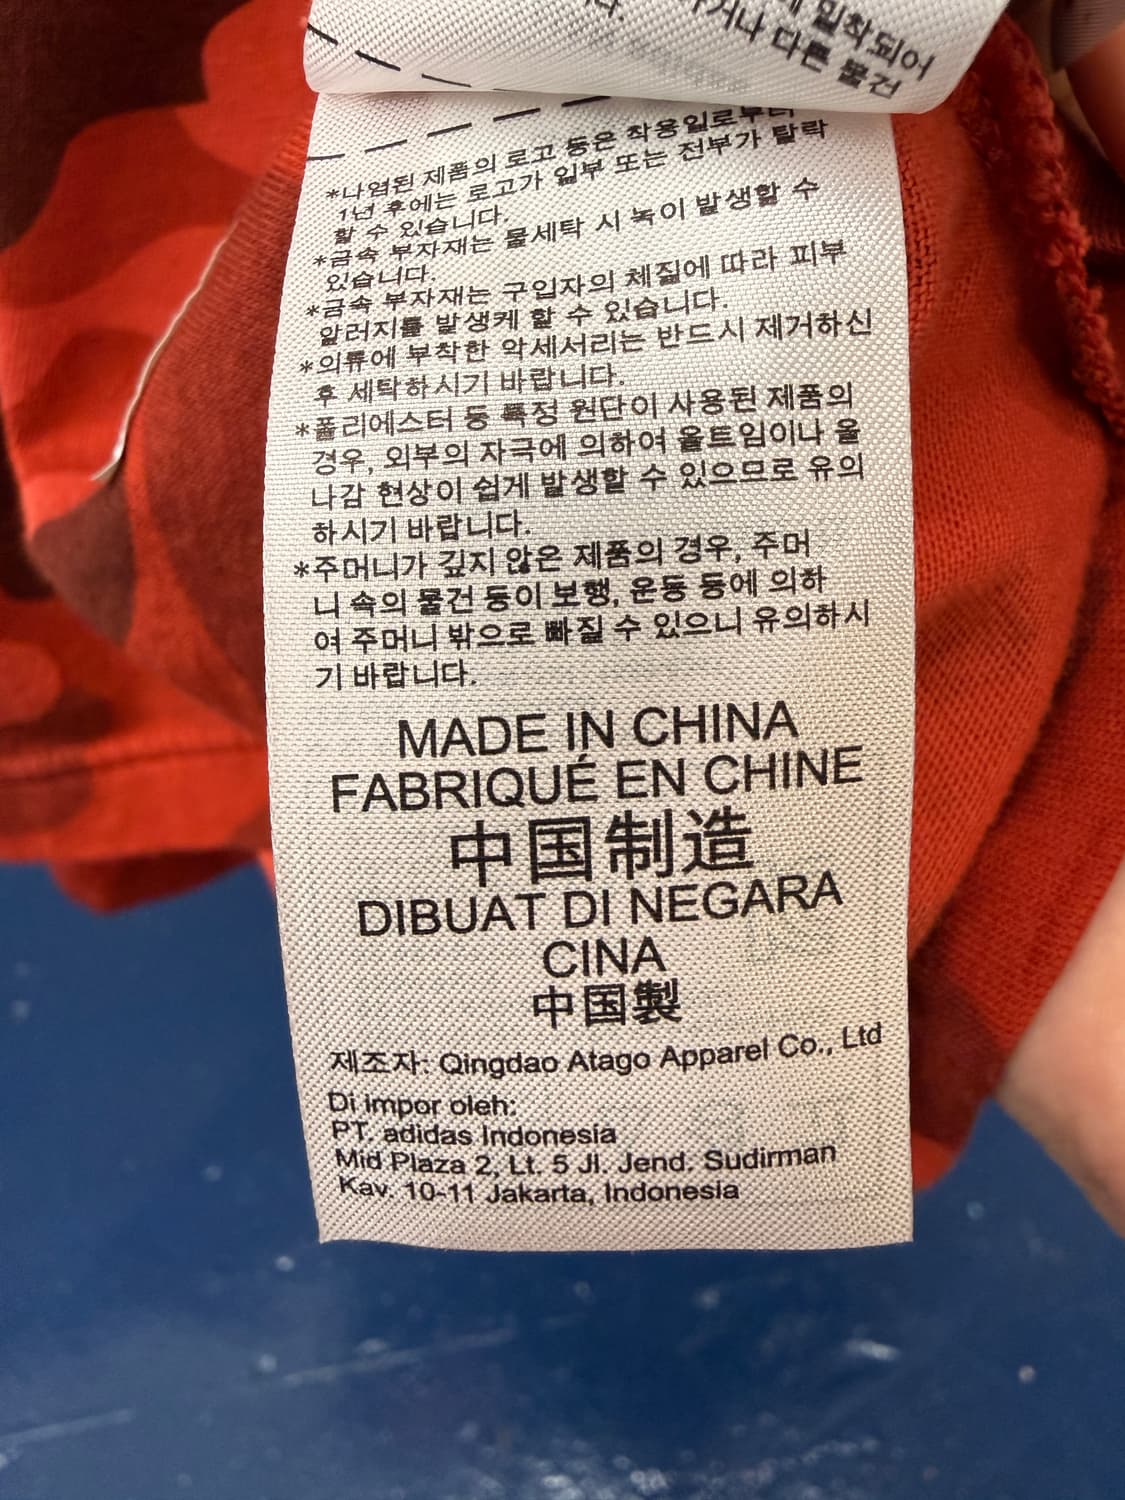 밀착되어
거나 다른 물건
*나염된 제품의 로고 등은 착용일로부터
1년 후에는 로고가 일부 또는 전부가 탈락
할 수 있습니다.
*금속 부자재는 물세탁 시 녹이 발생할 수
있습니다.
*금속 부자재는 구입자의 체질에 따라 피부
알러지를 발생케 할 수 있습니다.
*의류에 부착한 악세서리는 반드시 제거하신
후 세탁하시기 바랍니다.
*폴리에스터 등 특정 원단이 사용된 제품의
경우, 외부의 자극에 의하여 올트임이나 올
나감 현상이 쉽게 발생할 수 있으므로 유의
하시기 바랍니다.
*주머니가 깊지 않은 제품의 경우, 주머
니 속의 물건 등이 보행, 운동 등에 의하
여 주머니 밖으로 빠질 수 있으니 유의하시
기 바랍니다.
MADE IN CHINA
FABRIQUÉ EN CHINE
中国制造
DIBUAT DI NEGARA
CINA
中国製
제조자: Qingdao Atago Apparel Co., Ltd
Di impor oleh:
PT. adidas Indonesia
Mid Plaza 2, Lt. 5 Jl. Jend. Sudirman
Kav. 10-11 Jakarta, Indonesia